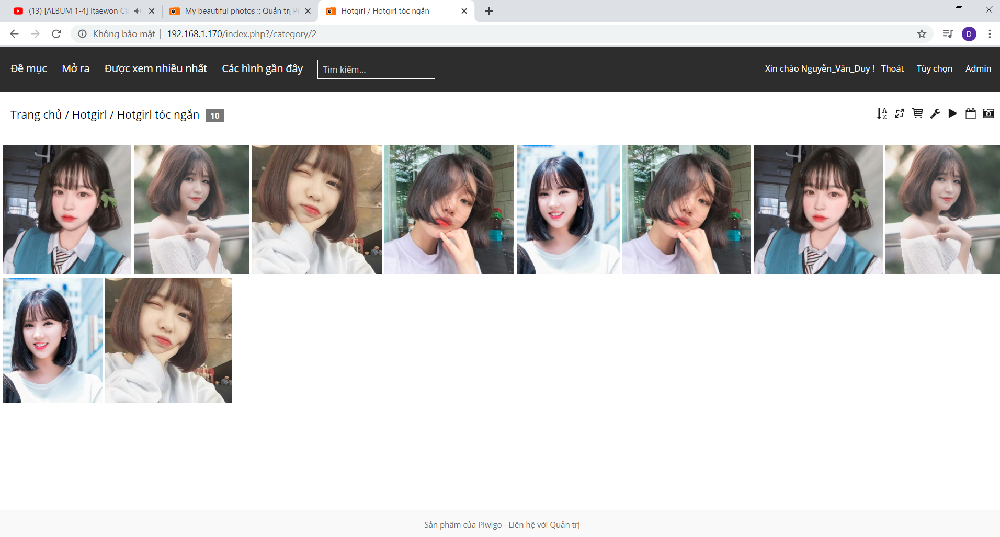 (13) [ALBUM 1-4] Itaewon Cl
My beautiful photos :: Quản trị Pi
Hotgirl / Hotgirl tóc ngắn
Không bảo mật
192.168.1.170/index.php?/category/2
D
Đề mục
Mở ra
Được xem nhiều nhất
Các hình gần đây
Tìm kiếm...
Xin chào Nguyễn_Văn_Duy !
Thoát
Tùy chọn
Admin
Trang chủ / Hotgirl / Hotgirl tóc ngắn 10
A
Z
Sản phẩm của Piwigo - Liên hệ với Quản trị